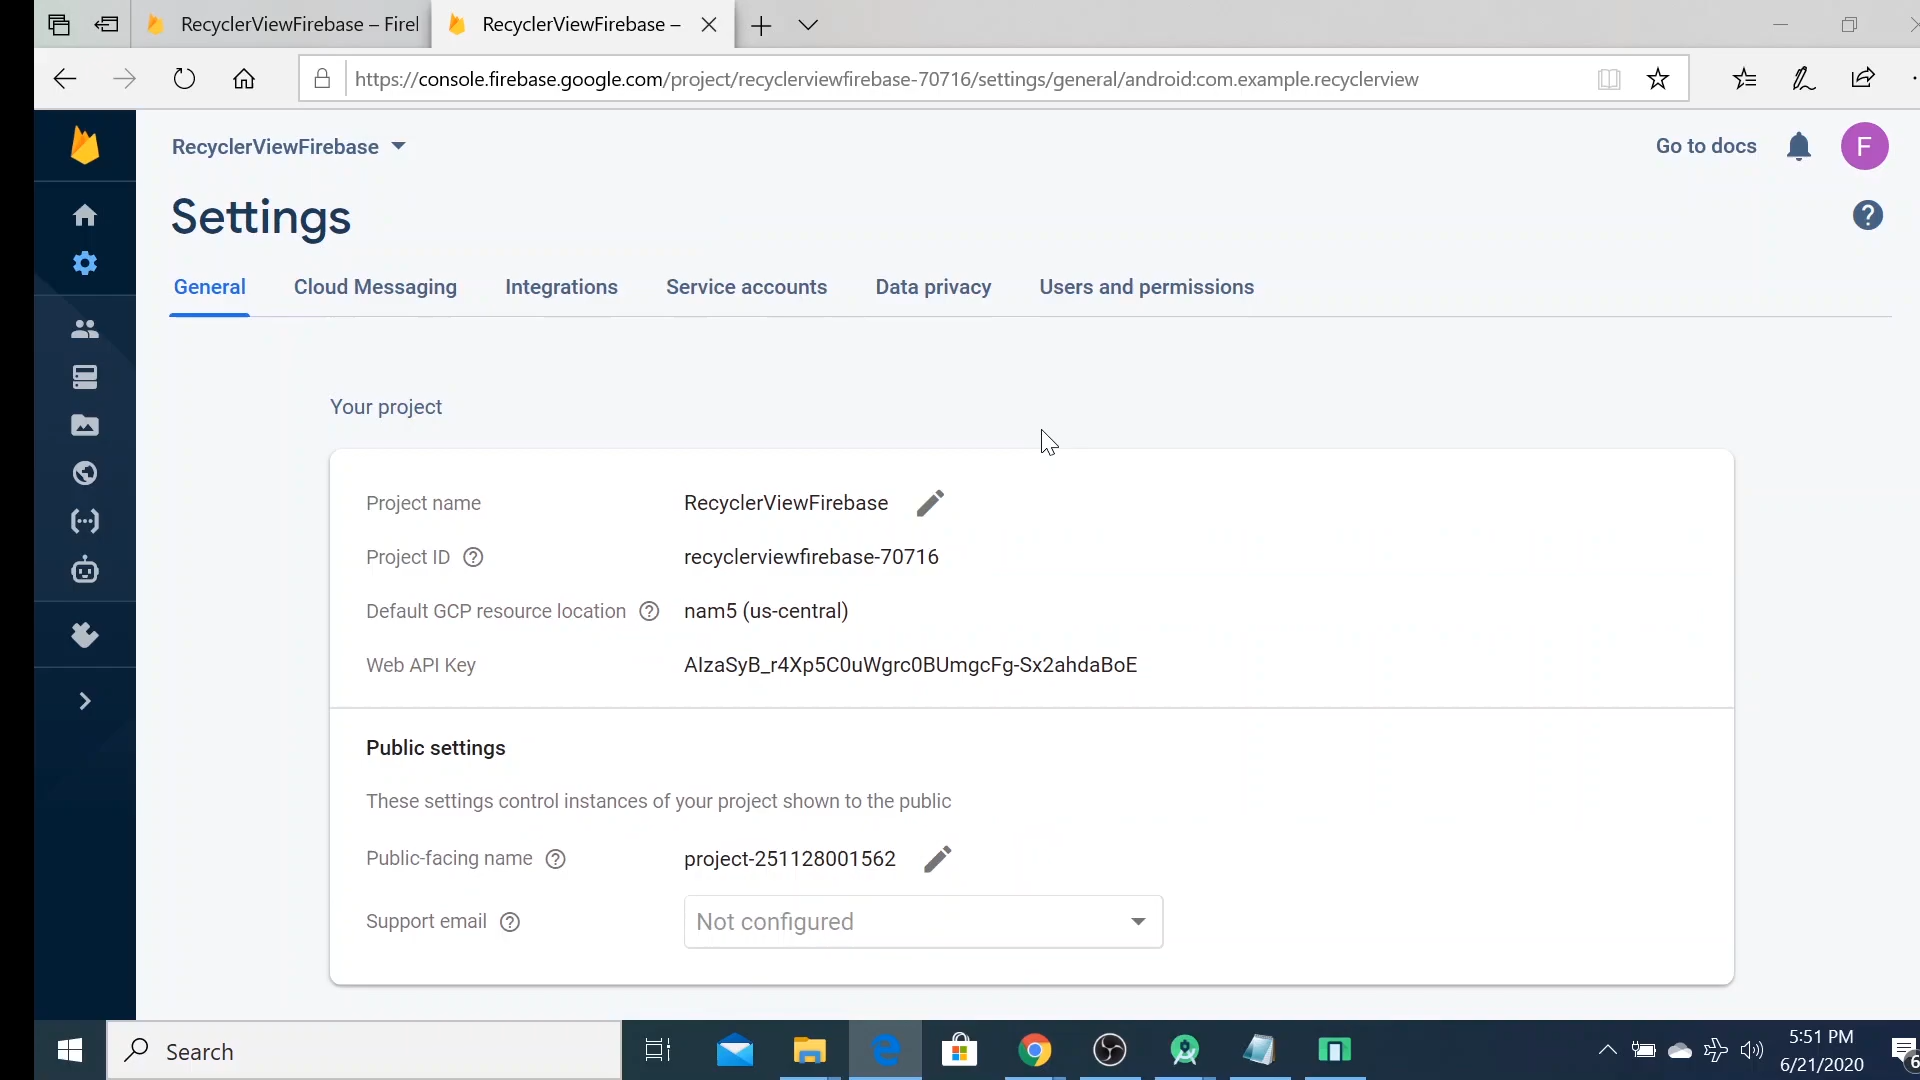 RecyclerViewFirebase – Firel
RecyclerViewFirebase –
https://console.firebase.google.com/project/recyclerviewfirebase-70716/settings/general/android:com.example.recyclerview
RecyclerViewFirebase
Go to docs
F
Settings
?
General
Cloud Messaging
Integrations
Service accounts
Data privacy
Users and permissions
Your project
Project name
RecyclerViewFirebase
Project ID ?
recyclerviewfirebase-70716
Default GCP resource location ?
nam5 (us-central)
Web API Key
AIzaSyB_r4Xp5C0uWgrc0BUmgcFg-Sx2ahdaBoE
Public settings
These settings control instances of your project shown to the public
Public-facing name ?
project-251128001562
Support email ?
Not configured
Search
5:51 PM
6/21/2020
6